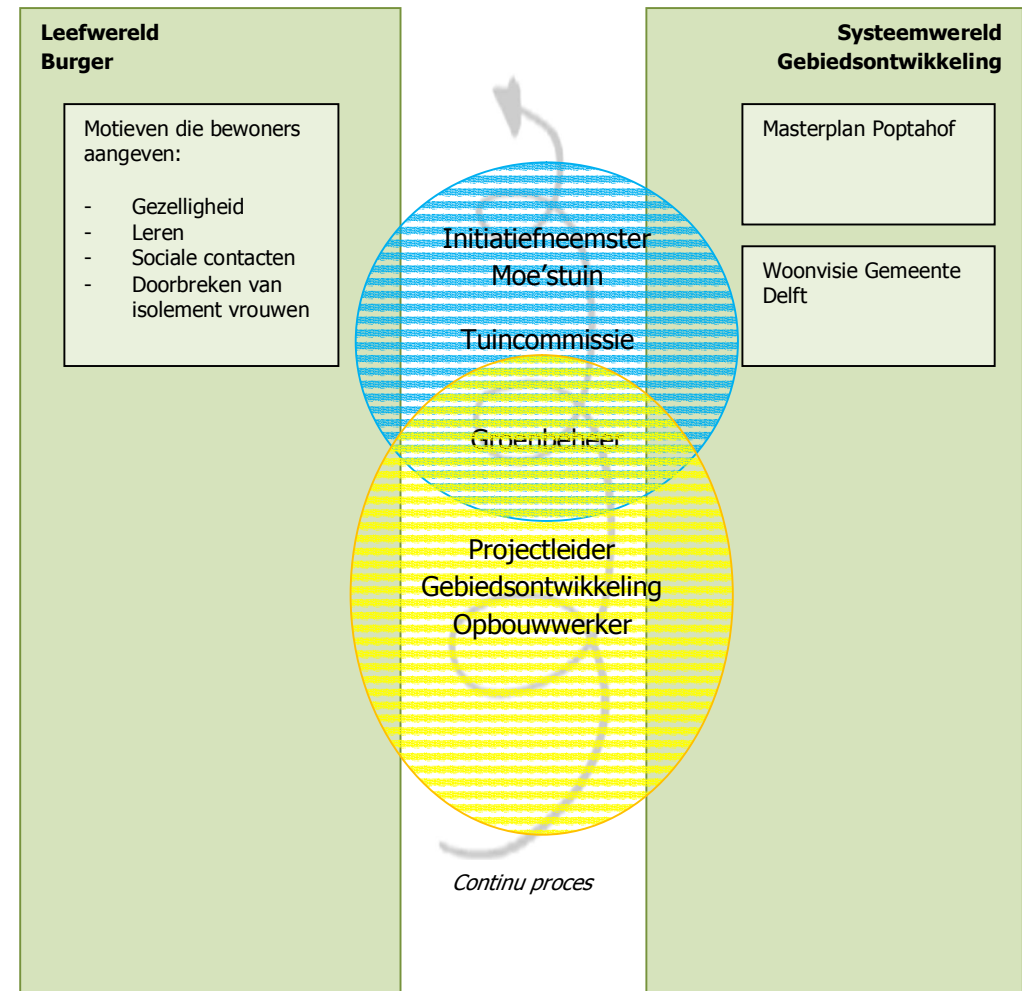 Leefwereld
Burger
Motieven die bewoners
aangeven:
- Gezelligheid
- Leren
- Sociale contacten
- Doorbreken van
isolement vrouwen
Systeemwereld
Gebiedsontwikkeling
Masterplan Poptahof
Woonvisie Gemeente
Delft
Initiatiefneemster
Moe’stuin
Tuincommissie
Groenbeheer
Projectleider
Gebiedsontwikkeling
Opbouwwerker
Continu proces